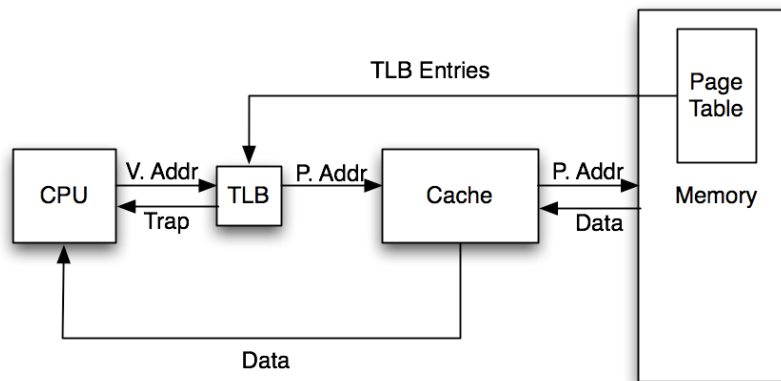 TLB Entries
Page
Table
V. Addr
P. Addr
P. Addr
CPU
TLB
Cache
Memory
Trap
Data
Data